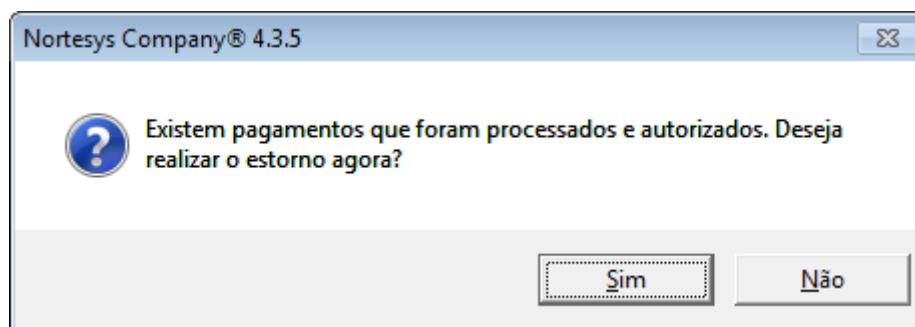 Nortesys Company® 4.3.5
Existem pagamentos que foram processados e autorizados. Deseja
realizar o estorno agora?
Sim
Não